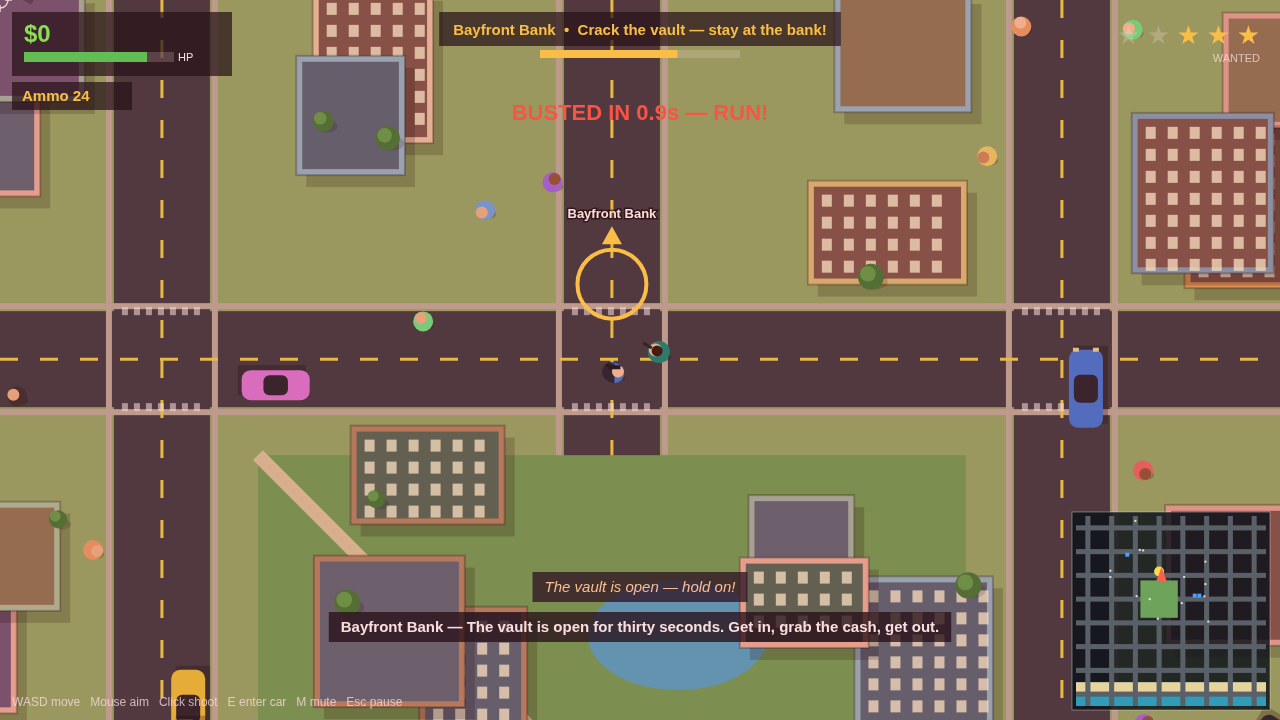 $0
HP
Ammo 24
Bayfront Bank • Crack the vault — stay at the bank!
WANTED
BUSTED IN 0.9s — RUN!
Bayfront Bank
The vault is open — hold on!
Bayfront Bank — The vault is open for thirty seconds. Get in, grab the cash, get out.
WASD move Mouse aim Click shoot E enter car M mute Esc pause